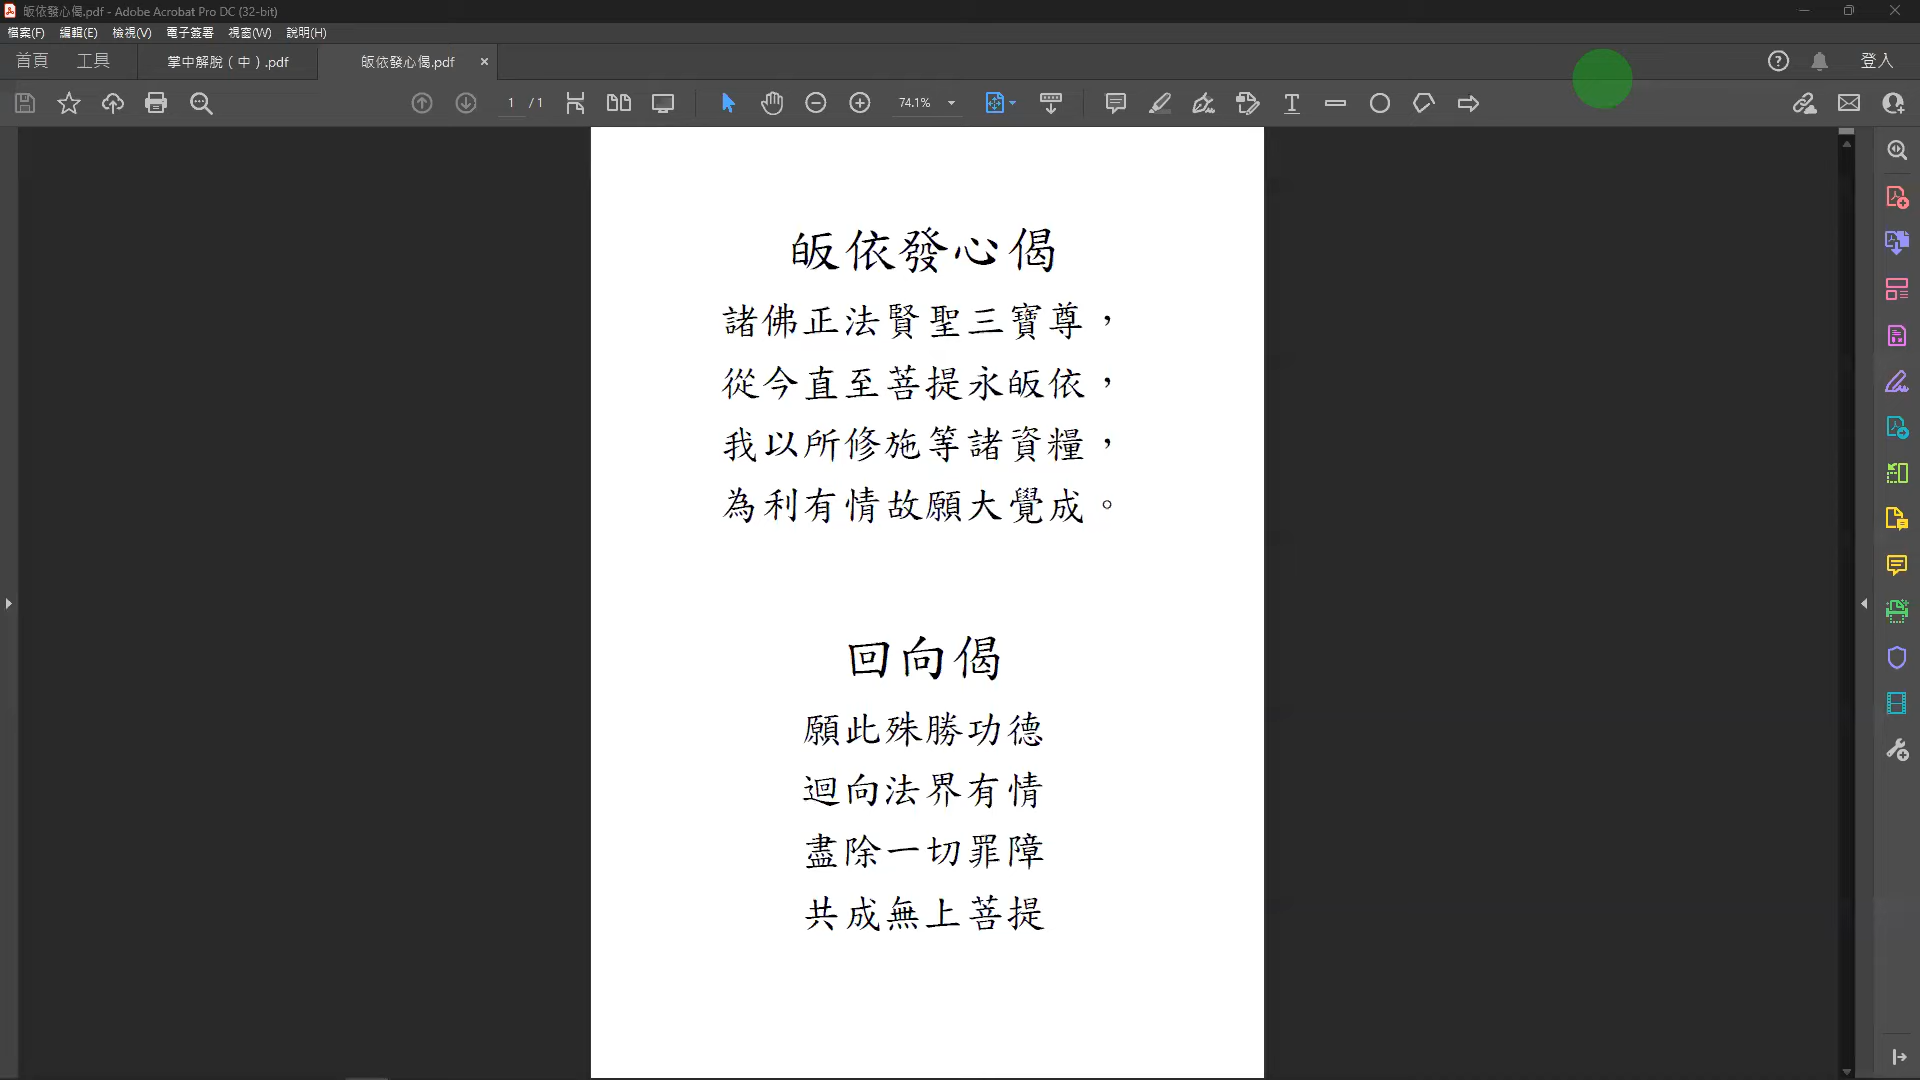 皈依發心偈.pdf - Adobe Acrobat Pro DC (32-bit)
檔案(F) 編輯(E) 檢視(V) 電子簽署 視窗(W) 說明(H)
首頁 工具 掌中解脫（中）.pdf 皈依發心偈.pdf × 登入
1 / 1 74.1%
皈依發心偈
諸佛正法賢聖三寶尊，
從今直至菩提永皈依，
我以所修施等諸資糧，
為利有情故願大覺成。
回向偈
願此殊勝功德
迴向法界有情
盡除一切罪障
共成無上菩提